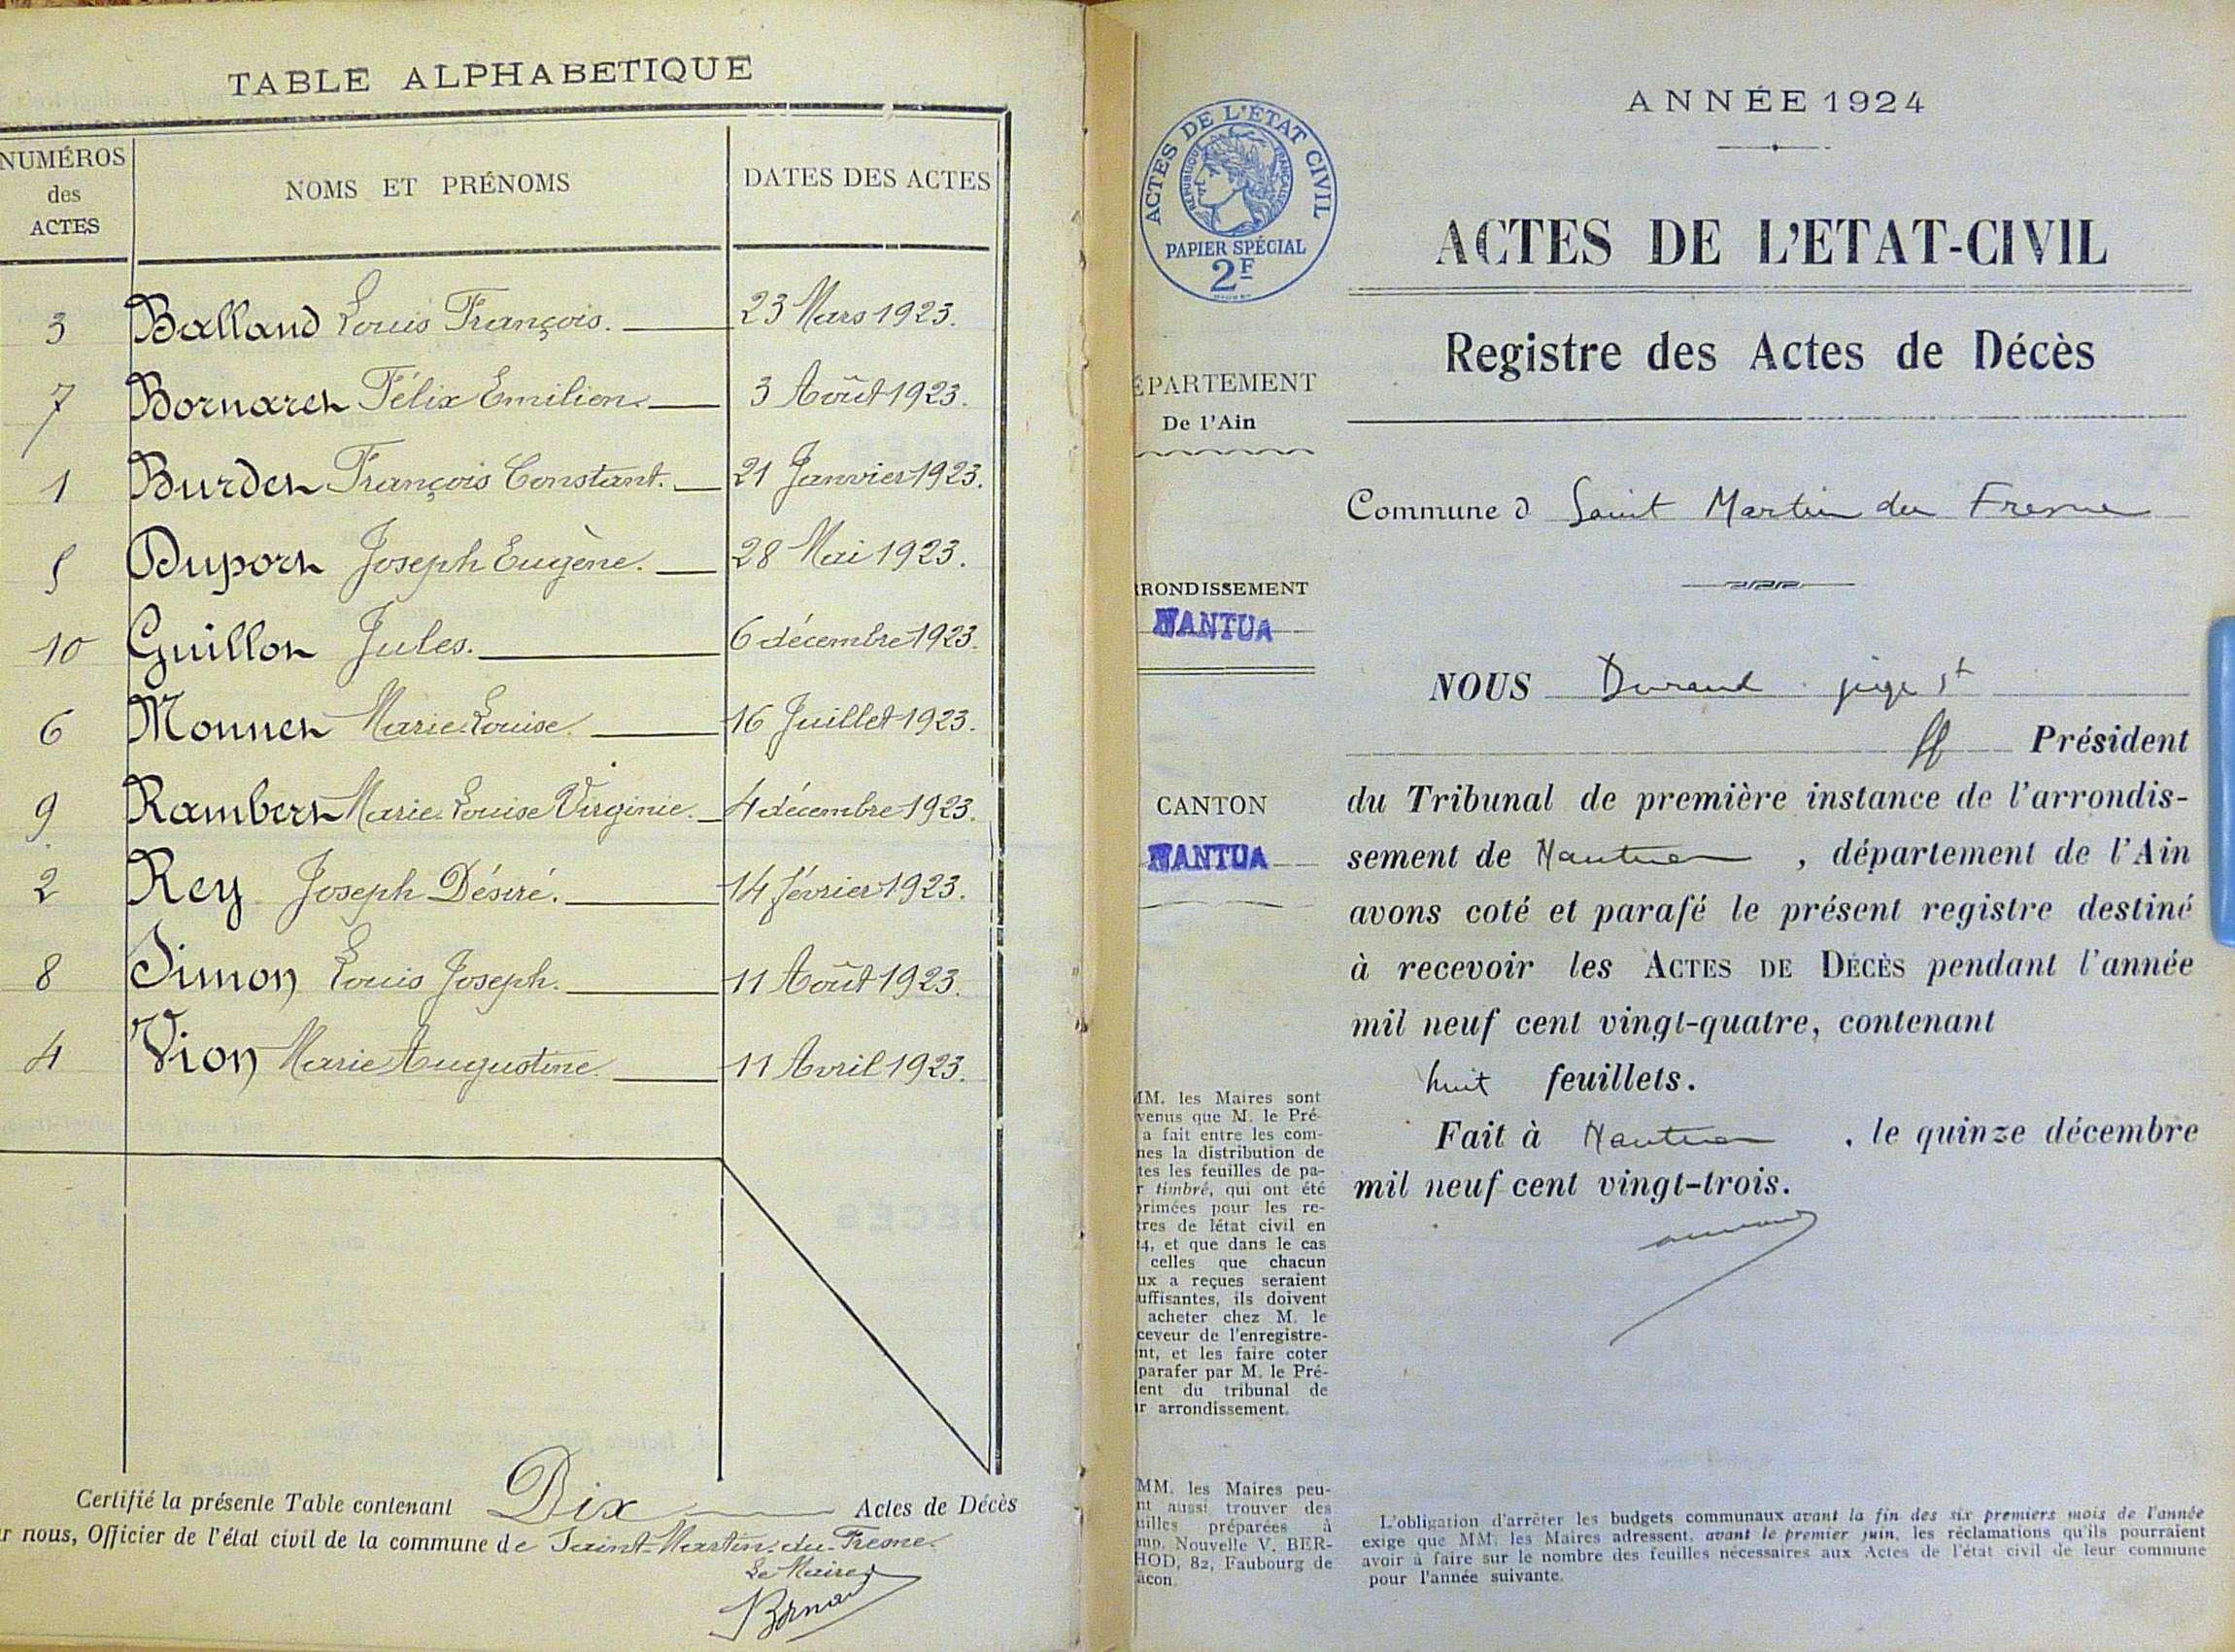 TABLE ALPHABETIQUE
NUMÉROS
des
ACTES
NOMS ET PRÉNOMS
DATES DES ACTES
3 Balland Louis François. 23 Mars 1923.
7 Bornaret Félix Emilien. 3 Août 1923.
1 Burdet François Constant. 21 Janvier 1923.
5 Duport Joseph Eugène. 28 Mai 1923.
10 Guillot Jules. 6 décembre 1923.
6 Monnet Marie Louise. 16 Juillet 1923.
9 Rambert Marie Louise Virginie. 4 décembre 1923.
2 Rey Joseph Désiré. 14 février 1923.
8 Simon Louis Joseph. 11 Août 1923.
4 Vion Marie Augustine. 11 Avril 1923.
Certifié la présente Table contenant Dix Actes de Décès
r nous, Officier de l'état civil de la commune de Saint-Martin-du-Fresne.
Le Maire
ANNÉE 1924
ACTES DE L'ÉTAT CIVIL
RÉPUBLIQUE FRANÇAISE
PAPIER SPÉCIAL
2F
ACTES DE L'ETAT-CIVIL
Registre des Actes de Décès
ÉPARTEMENT
De l'Ain
Commune d Saint Martin du Fresne
RRONDISSEMENT
NANTUA
NOUS Durand juge st
ff Président
CANTON
NANTUA
du Tribunal de première instance de l'arrondis-
sement de Nantua , département de l'Ain
avons coté et parafé le présent registre destiné
à recevoir les ACTES DE DÉCÈS pendant l'année
mil neuf cent vingt-quatre, contenant
huit feuillets.
Fait à Nantua , le quinze décembre
mil neuf cent vingt-trois.
MM. les Maires sont
venus que M. le Pré-
a fait entre les com-
nes la distribution de
tes les feuilles de pa-
r timbré, qui ont été
primées pour les re-
tres de létat civil en
4, et que dans le cas
celles que chacun
ux a reçues seraient
uffisantes, ils doivent
acheter chez M. le
ceveur de l'enregistre-
nt, et les faire coter
parafer par M. le Pré-
ent du tribunal de
r arrondissement.
MM. les Maires peu-
nt aussi trouver des
uilles préparées à
mp. Nouvelle V. BER-
HOD, 82, Faubourg de
âcon.
L'obligation d'arrêter les budgets communaux avant la fin des six premiers mois de l'année
exige que MM. les Maires adressent, avant le premier juin, les réclamations qu'ils pourraient
avoir à faire sur le nombre des feuilles nécessaires aux Actes de l'état civil de leur commune
pour l'année suivante.